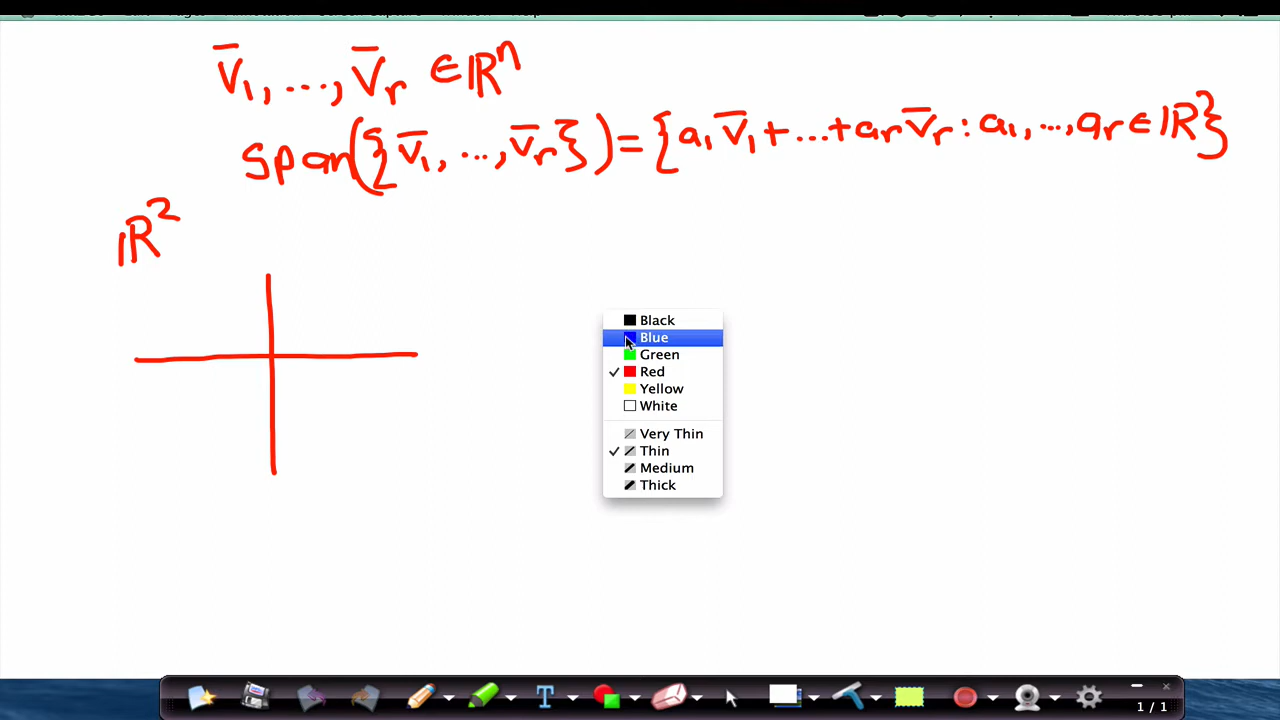 v̄₁, ..., v̄ᵣ ∈ ℝⁿ
span({v̄₁, ..., v̄ᵣ}) = {a₁v̄₁ + ... + aᵣv̄ᵣ : a₁, ..., aᵣ ∈ ℝ}
ℝ²
Black
Blue
Green
Red
Yellow
White
Very Thin
Thin
Medium
Thick
T
1 / 1